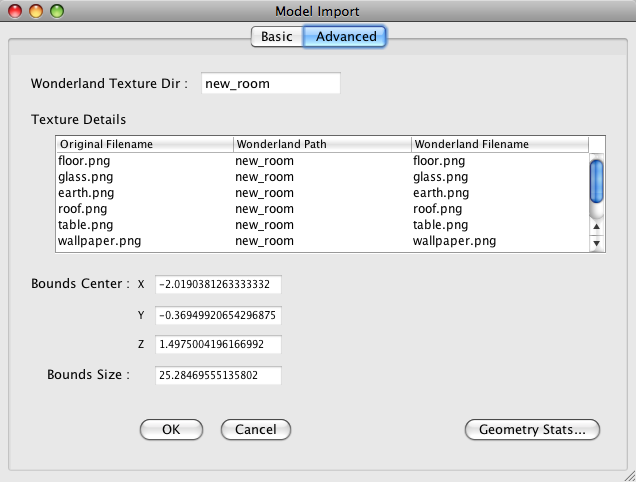 Model Import
Basic Advanced
Wonderland Texture Dir : new_room
Texture Details
Original Filename Wonderland Path Wonderland Filename
floor.png new_room floor.png
glass.png new_room glass.png
earth.png new_room earth.png
roof.png new_room roof.png
table.png new_room table.png
wallpaper.png new_room wallpaper.png
Bounds Center : X -2.0190381263333332
Y -0.36949920654296875
Z 1.4975004196166992
Bounds Size : 25.28469555135802
OK Cancel Geometry Stats...